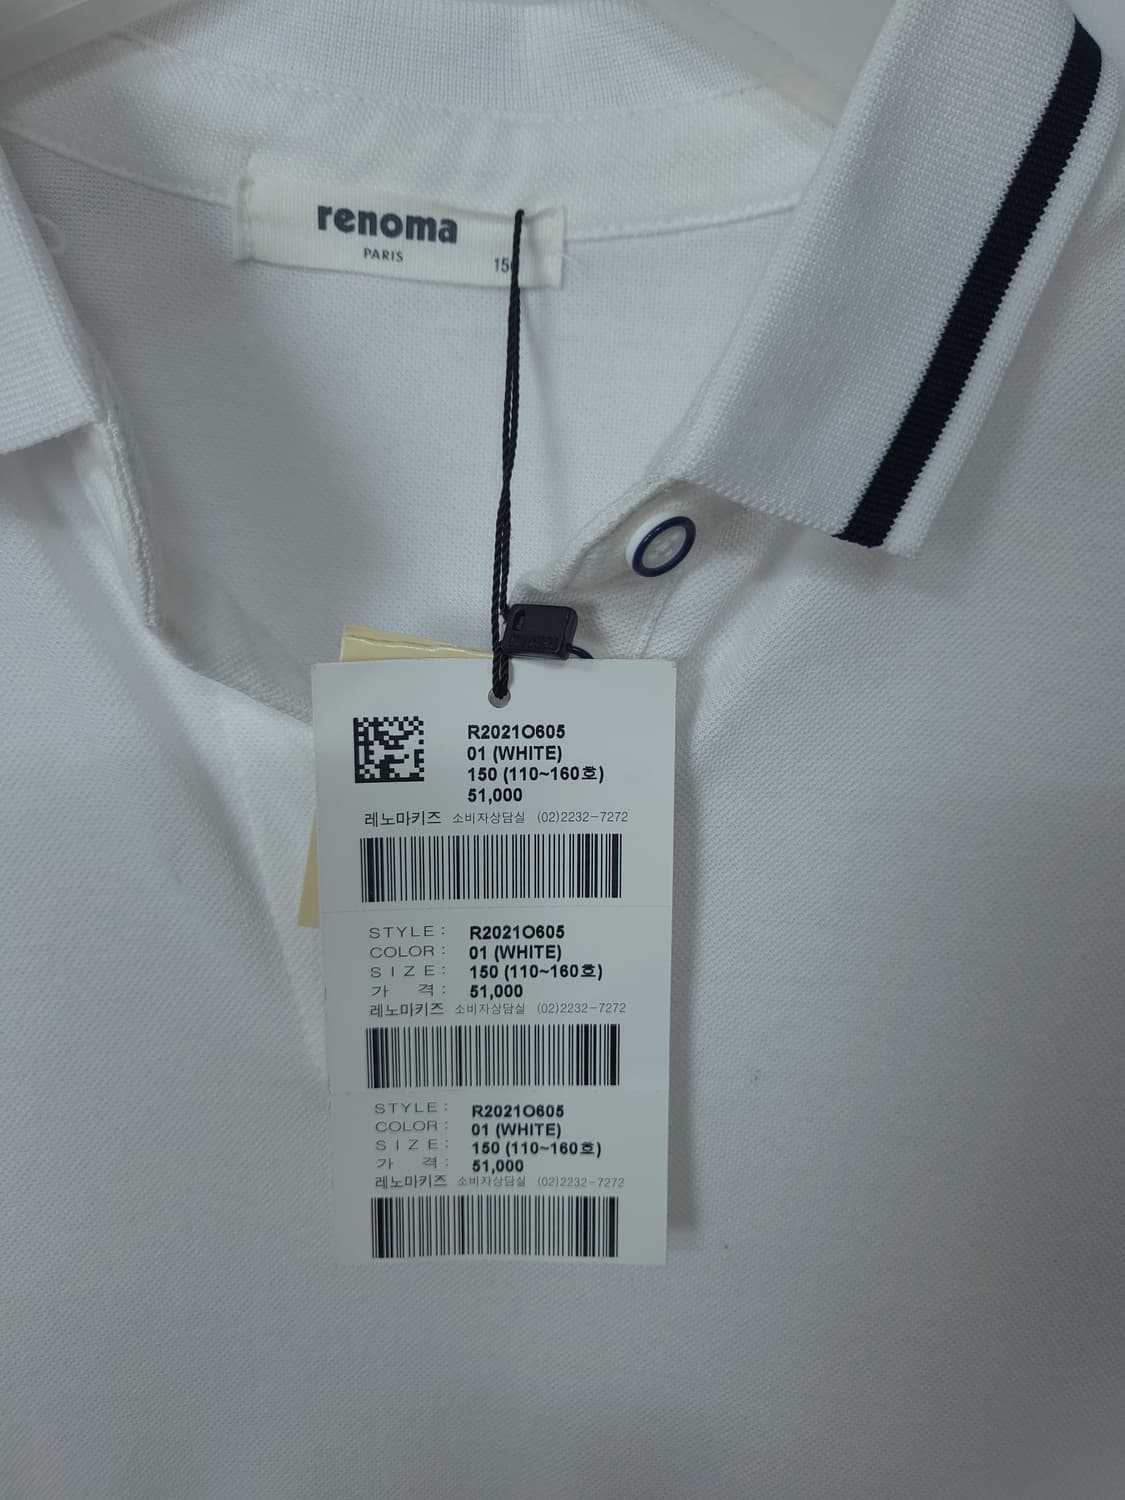 renoma
PARIS
15
R2021O605
01 (WHITE)
150 (110~160호)
51,000
레노마키즈 소비자상담실 (02)2232-7272
STYLE : R2021O605
COLOR : 01 (WHITE)
SIZE : 150 (110~160호)
가 격 : 51,000
레노마키즈 소비자상담실 (02)2232-7272
STYLE : R2021O605
COLOR : 01 (WHITE)
SIZE : 150 (110~160호)
가 격 : 51,000
레노마키즈 소비자상담실 (02)2232-7272